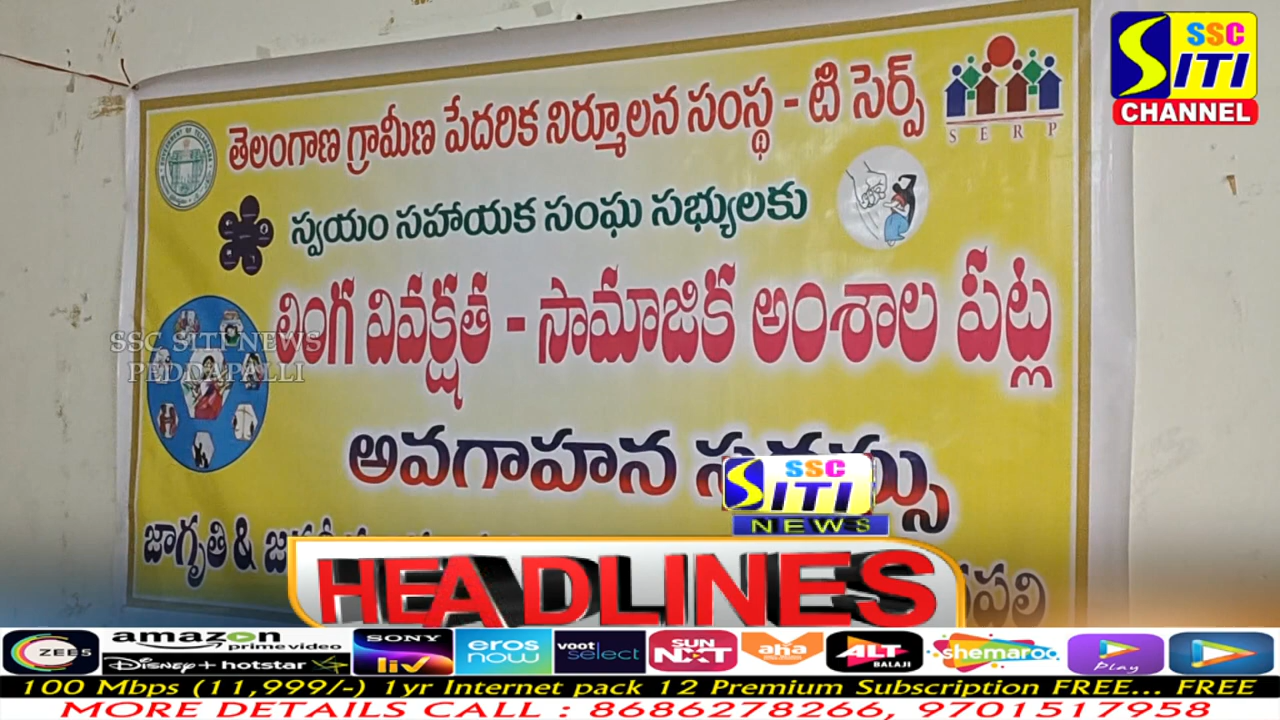 SSC
SITI
CHANNEL
తెలంగాణ గ్రామీణ పేదరిక నిర్మూలన సంస్థ - టి సెర్ప్
SERP
స్వయం సహాయక సంఘ సభ్యులకు
లింగ వివక్షత - సామాజిక అంశాల పట్ల
SSC SITI NEWS
PEDDAPALLI
అవగాహన
SSC
SITI
NEWS
జాగృతి &
HEADLINES
ZEE5 amazon prime video SONY liv eros now voot select SUN NXT aha ALT BALAJI shemaroo Play
Disney+ hotstar
100 Mbps (11,999/-) 1yr Internet pack 12 Premium Subscription FREE... FREE
MORE DETAILS CALL : 8686278266, 9701517958